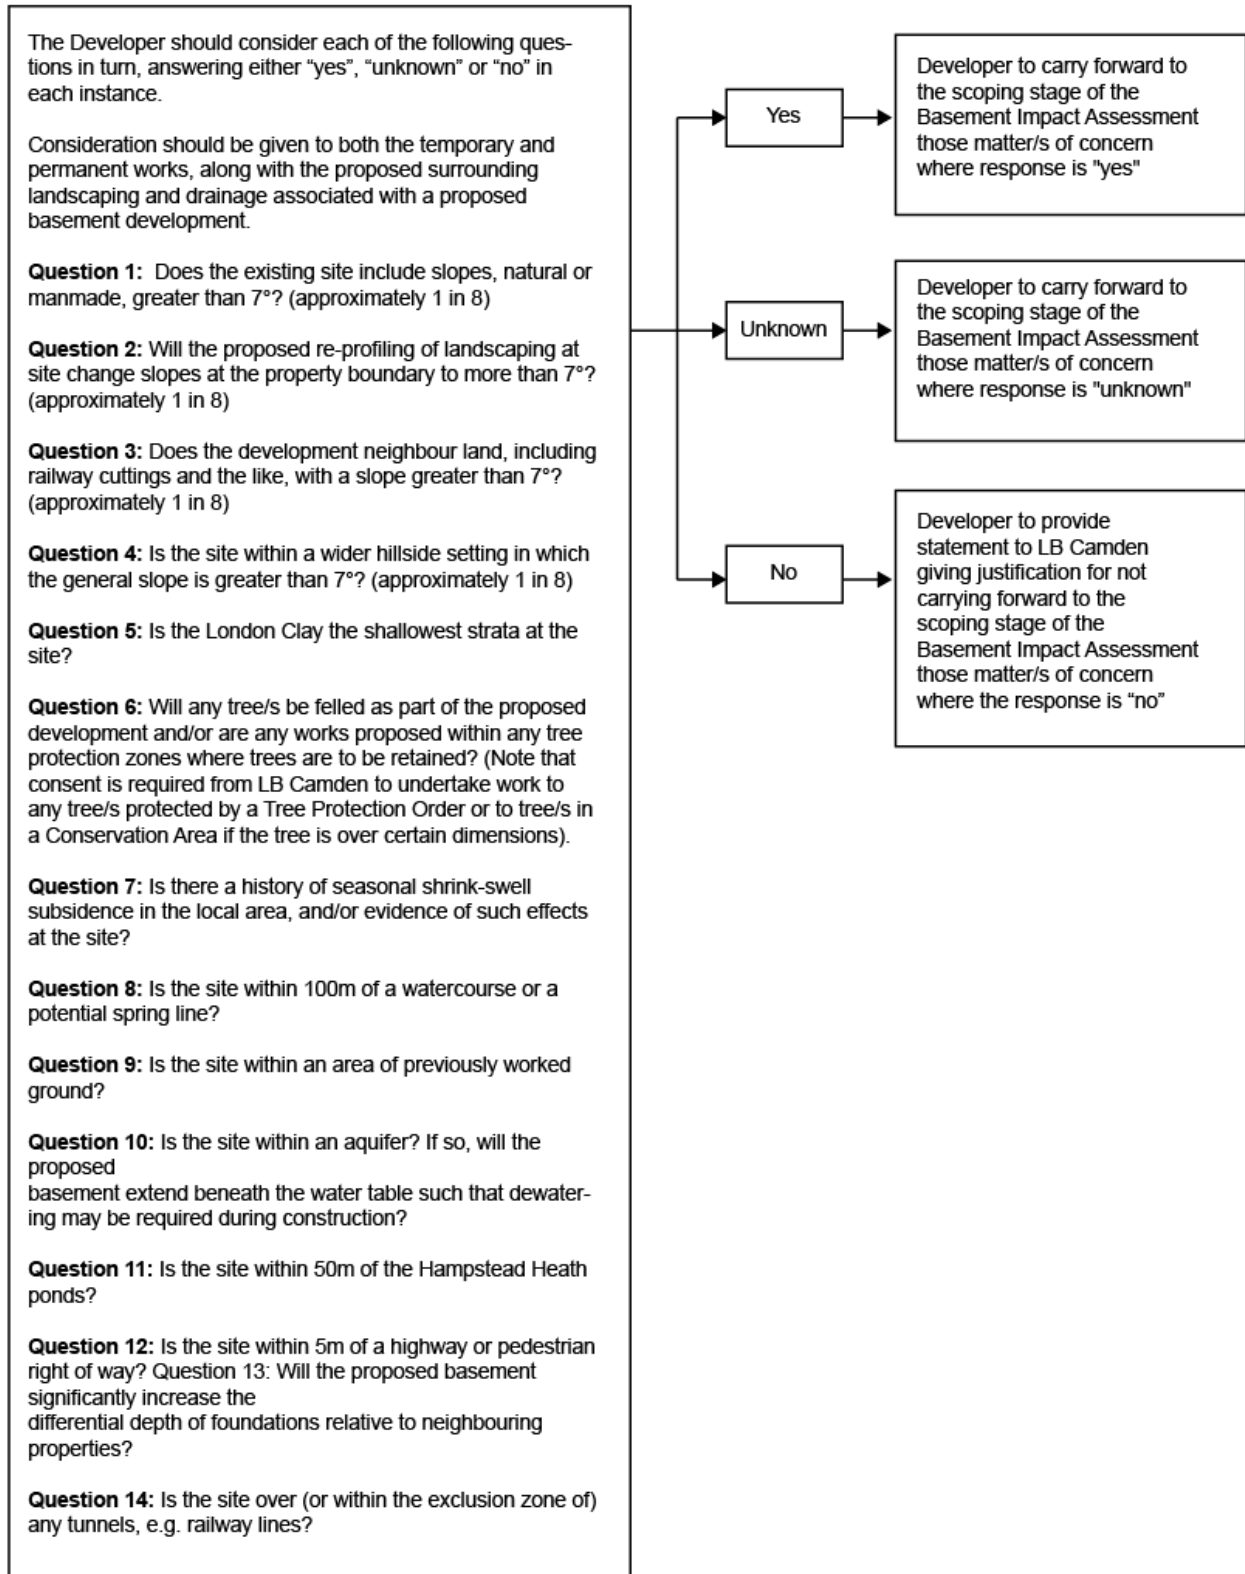 The Developer should consider each of the following ques-
tions in turn, answering either “yes”, “unknown” or “no” in
each instance.
Consideration should be given to both the temporary and
permanent works, along with the proposed surrounding
landscaping and drainage associated with a proposed
basement development.
Question 1:  Does the existing site include slopes, natural or
manmade, greater than 7°? (approximately 1 in 8)
Question 2: Will the proposed re-profiling of landscaping at
site change slopes at the property boundary to more than 7°?
(approximately 1 in 8)
Question 3: Does the development neighbour land, including
railway cuttings and the like, with a slope greater than 7°?
(approximately 1 in 8)
Question 4: Is the site within a wider hillside setting in which
the general slope is greater than 7°? (approximately 1 in 8)
Question 5: Is the London Clay the shallowest strata at the
site?
Question 6: Will any tree/s be felled as part of the proposed
development and/or are any works proposed within any tree
protection zones where trees are to be retained? (Note that
consent is required from LB Camden to undertake work to
any tree/s protected by a Tree Protection Order or to tree/s in
a Conservation Area if the tree is over certain dimensions).
Question 7: Is there a history of seasonal shrink-swell
subsidence in the local area, and/or evidence of such effects
at the site?
Question 8: Is the site within 100m of a watercourse or a
potential spring line?
Question 9: Is the site within an area of previously worked
ground?
Question 10: Is the site within an aquifer? If so, will the
proposed
basement extend beneath the water table such that dewater-
ing may be required during construction?
Question 11: Is the site within 50m of the Hampstead Heath
ponds?
Question 12: Is the site within 5m of a highway or pedestrian
right of way? Question 13: Will the proposed basement
significantly increase the
differential depth of foundations relative to neighbouring
properties?
Question 14: Is the site over (or within the exclusion zone of)
any tunnels, e.g. railway lines?
Yes
Developer to carry forward to
the scoping stage of the
Basement Impact Assessment
those matter/s of concern
where response is "yes"
Unknown
Developer to carry forward to
the scoping stage of the
Basement Impact Assessment
those matter/s of concern
where response is "unknown"
No
Developer to provide
statement to LB Camden
giving justification for not
carrying forward to the
scoping stage of the
Basement Impact Assessment
those matter/s of concern
where the response is “no”